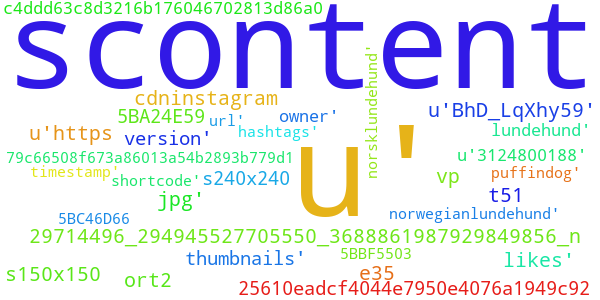 c4ddd63c8d3216b176046702813d86a0
scontent
cdninstagram
5BA24E59
url'
owner'
u'BhD_LqXhy59'
u'https
version'
hashtags'
norsklundehund'
lundehund'
79c66508f673a86013a54b2893b779d1
u'
u'3124800188'
timestamp'
shortcode'
s240x240
vp
puffindog'
jpg'
t51
5BC46D66
norwegianlundehund'
29714496_294945527705550_3688861987929849856_n
thumbnails'
5BBF5503
likes'
s150x150
ort2
e35
25610eadcf4044e7950e4076a1949c92